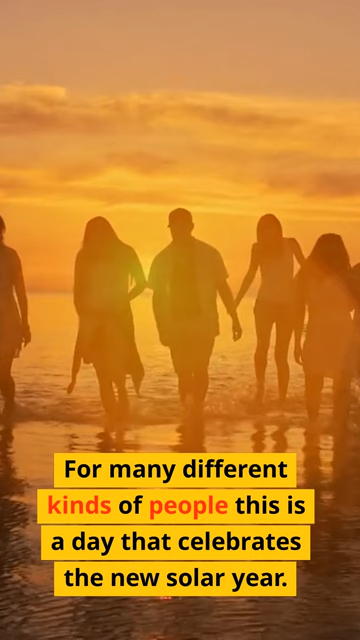 For many different
kinds of people this is
a day that celebrates
the new solar year.